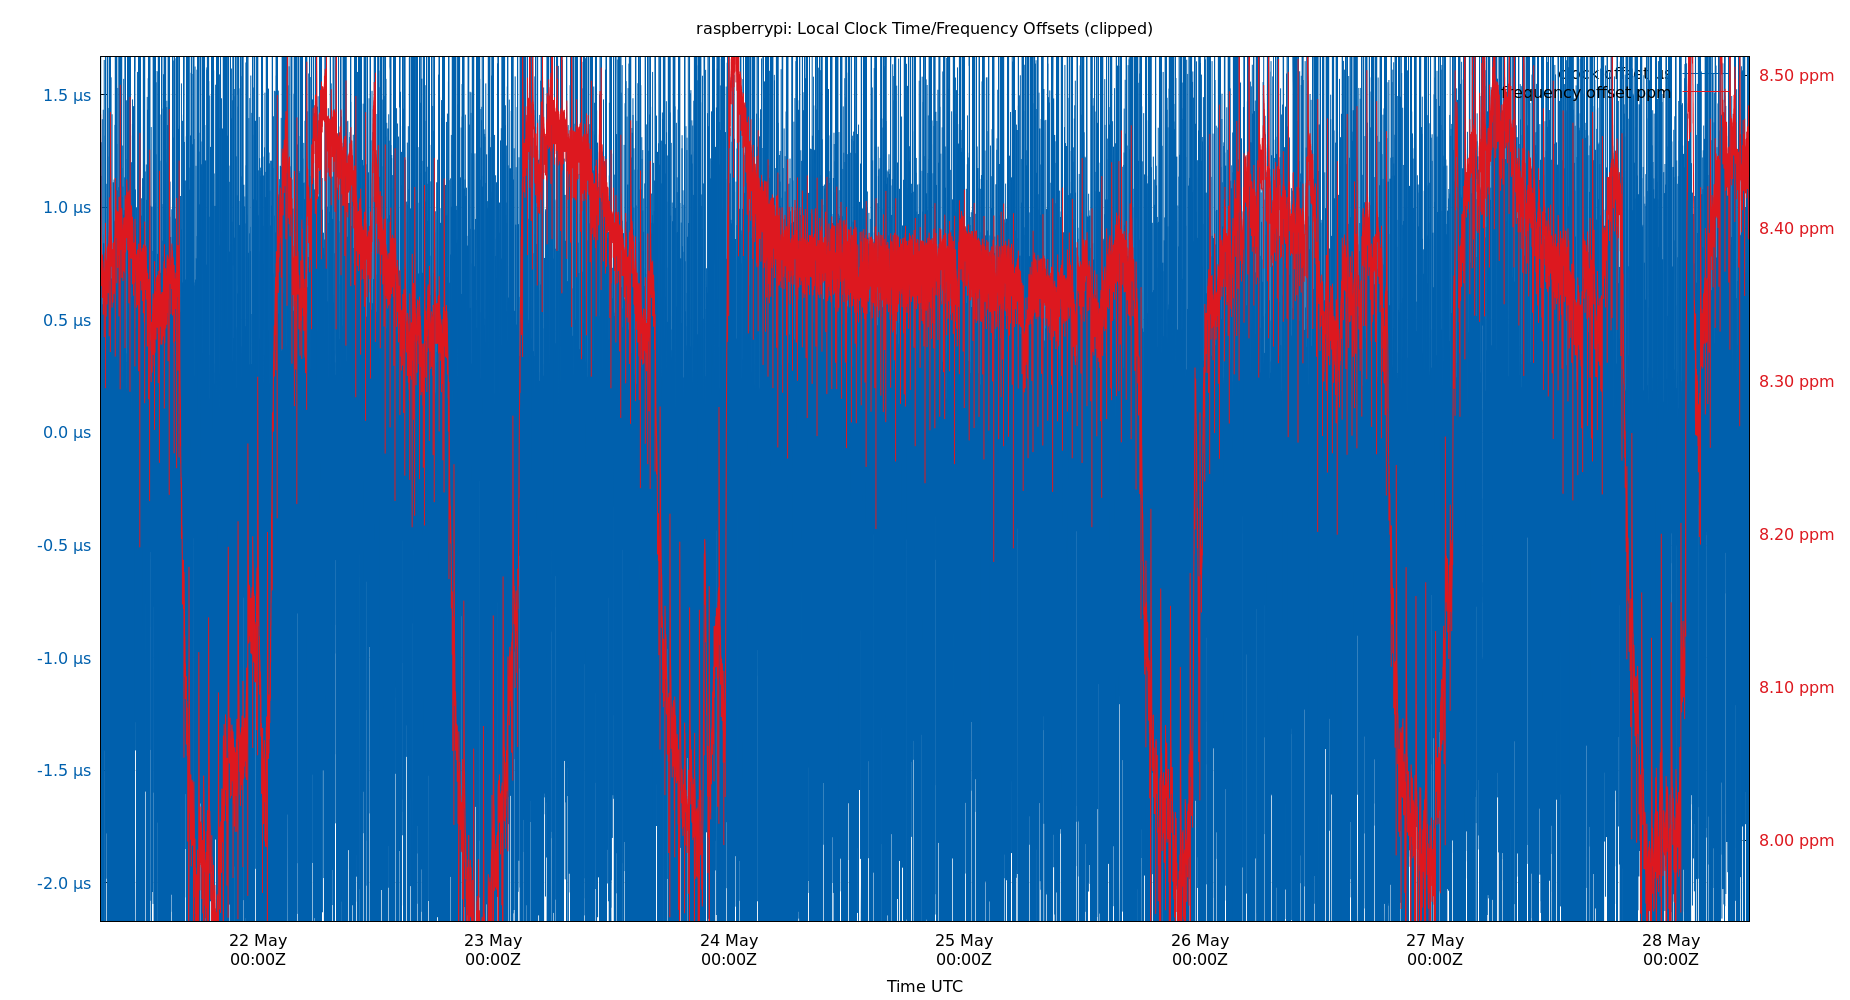 raspberrypi: Local Clock Time/Frequency Offsets (clipped)
clock offset µs
frequency offset ppm
1.5 µs
1.0 µs
0.5 µs
0.0 µs
-0.5 µs
-1.0 µs
-1.5 µs
-2.0 µs
8.50 ppm
8.40 ppm
8.30 ppm
8.20 ppm
8.10 ppm
8.00 ppm
22 May
00:00Z
23 May
00:00Z
24 May
00:00Z
25 May
00:00Z
26 May
00:00Z
27 May
00:00Z
28 May
00:00Z
Time UTC